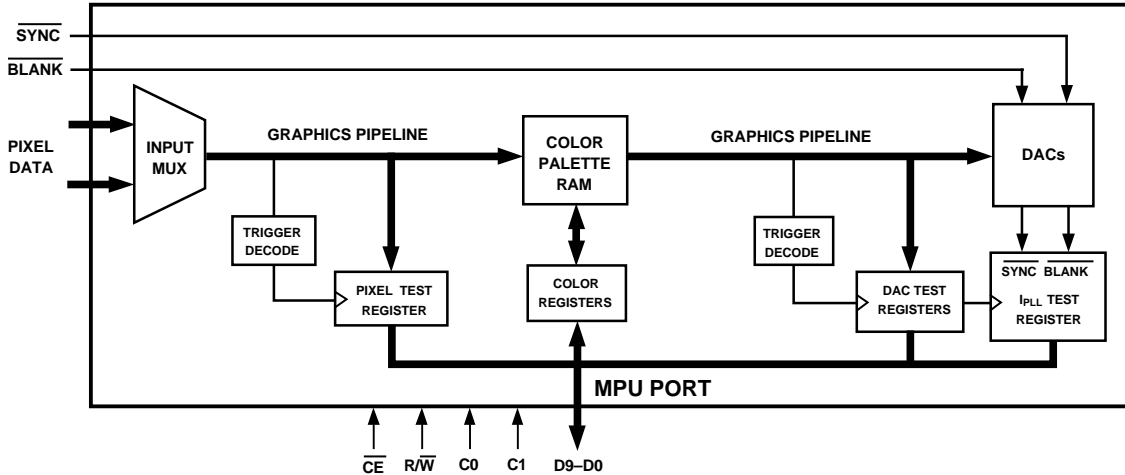 SYNC
BLANK
PIXEL
DATA
INPUT
MUX
GRAPHICS PIPELINE
COLOR
PALETTE
RAM
GRAPHICS PIPELINE
DACs
TRIGGER
DECODE
TRIGGER
DECODE
PIXEL TEST
REGISTER
COLOR
REGISTERS
DAC TEST
REGISTERS
SYNC BLANK
IPLL TEST
REGISTER
MPU PORT
CE
R/W
C0
C1
D9–D0